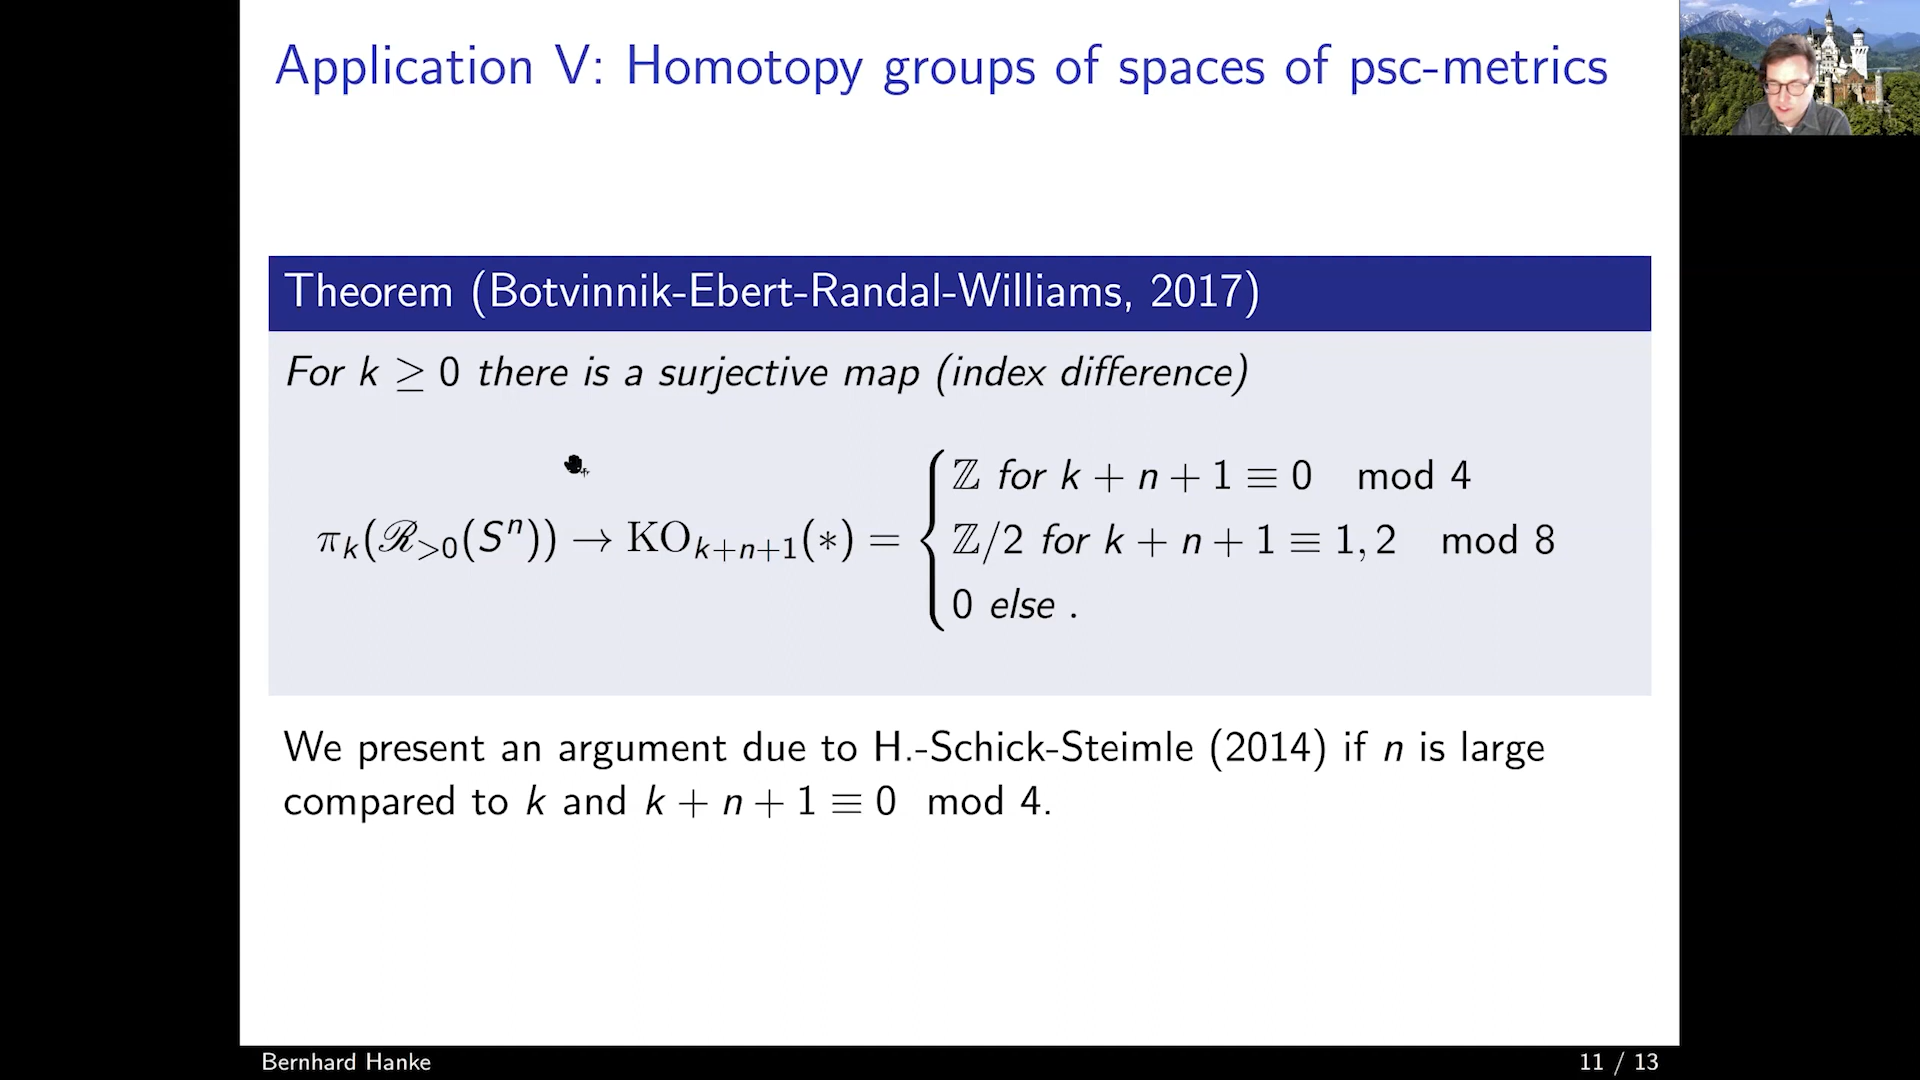 Application V: Homotopy groups of spaces of psc-metrics
Theorem (Botvinnik-Ebert-Randal-Williams, 2017)
For k ≥ 0 there is a surjective map (index difference)
π_k(ℛ_{>0}(S^n)) → KO_{k+n+1}(∗) = { ℤ for k + n + 1 ≡ 0 mod 4
ℤ/2 for k + n + 1 ≡ 1, 2 mod 8
0 else .
We present an argument due to H.-Schick-Steimle (2014) if n is large
compared to k and k + n + 1 ≡ 0 mod 4.
Bernhard Hanke
11 / 13